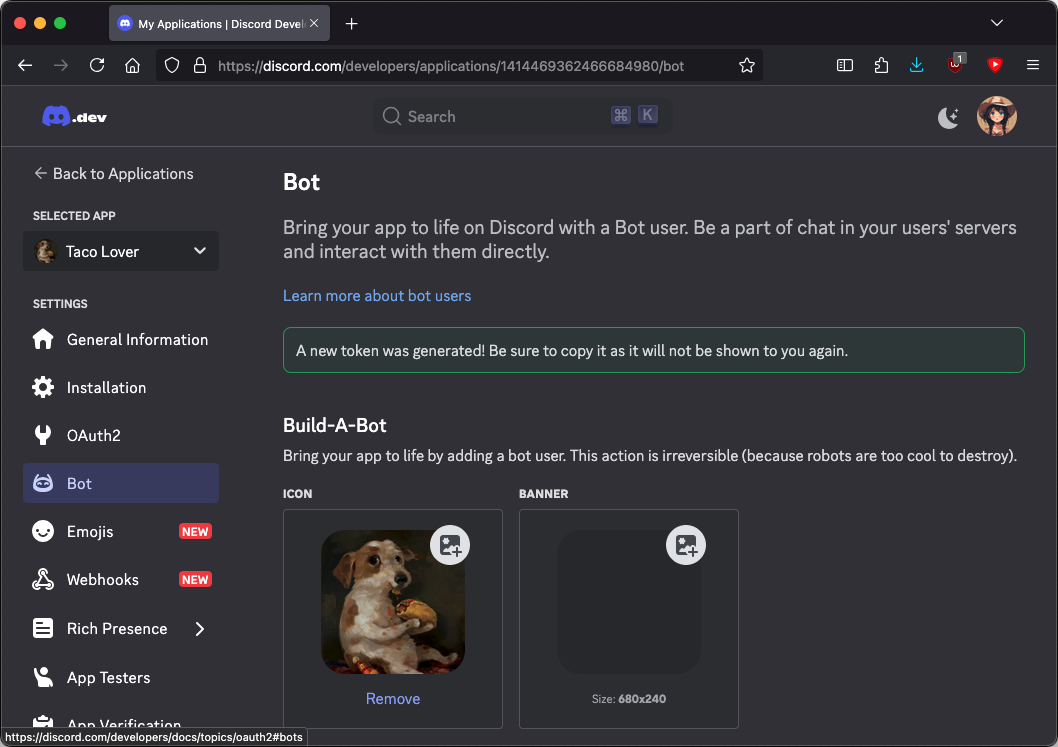 My Applications | Discord Devel
https://discord.com/developers/applications/1414469362466684980/bot
1
.dev
Search
⌘ K
Back to Applications
SELECTED APP
Taco Lover
SETTINGS
General Information
Installation
OAuth2
Bot
Emojis NEW
Webhooks NEW
Rich Presence
App Testers
App Verification
https://discord.com/developers/docs/topics/oauth2#bots
Bot
Bring your app to life on Discord with a Bot user. Be a part of chat in your users' servers
and interact with them directly.
Learn more about bot users
A new token was generated! Be sure to copy it as it will not be shown to you again.
Build-A-Bot
Bring your app to life by adding a bot user. This action is irreversible (because robots are too cool to destroy).
ICON
BANNER
Remove
Size: 680x240